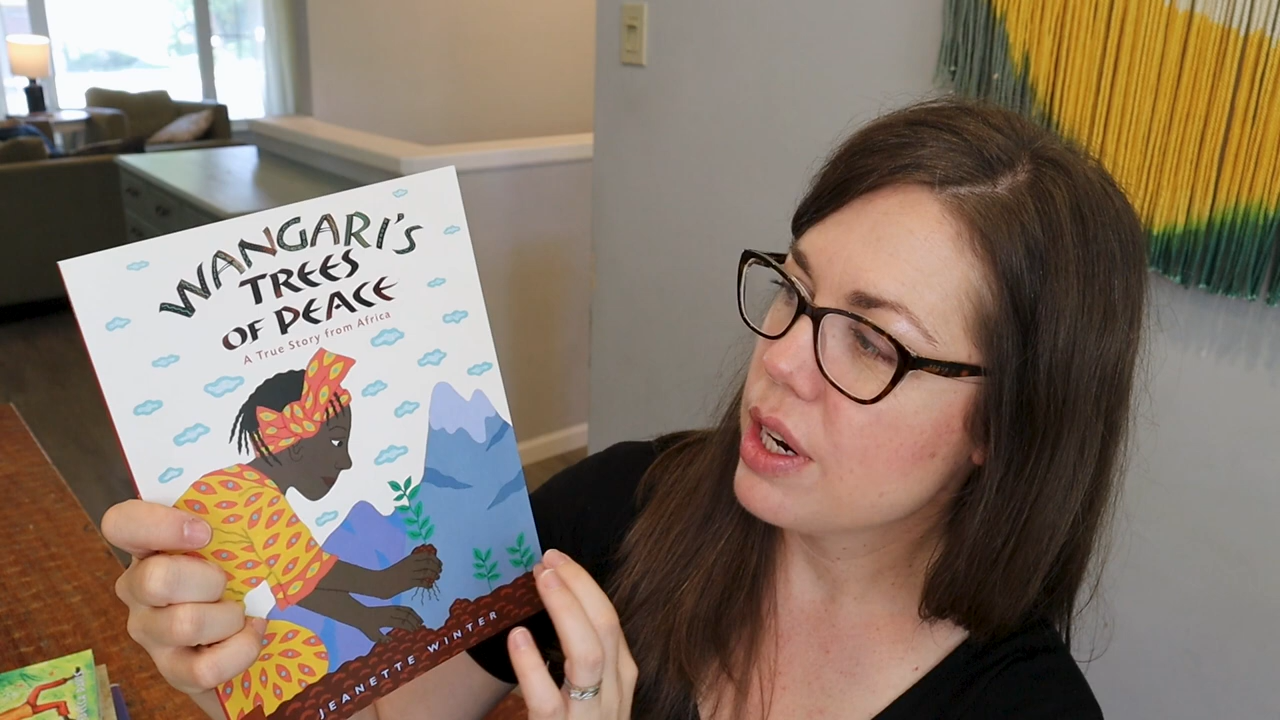 WANGARI'S
TREES
OF PEACE
A True Story from Africa
JEANETTE WINTER